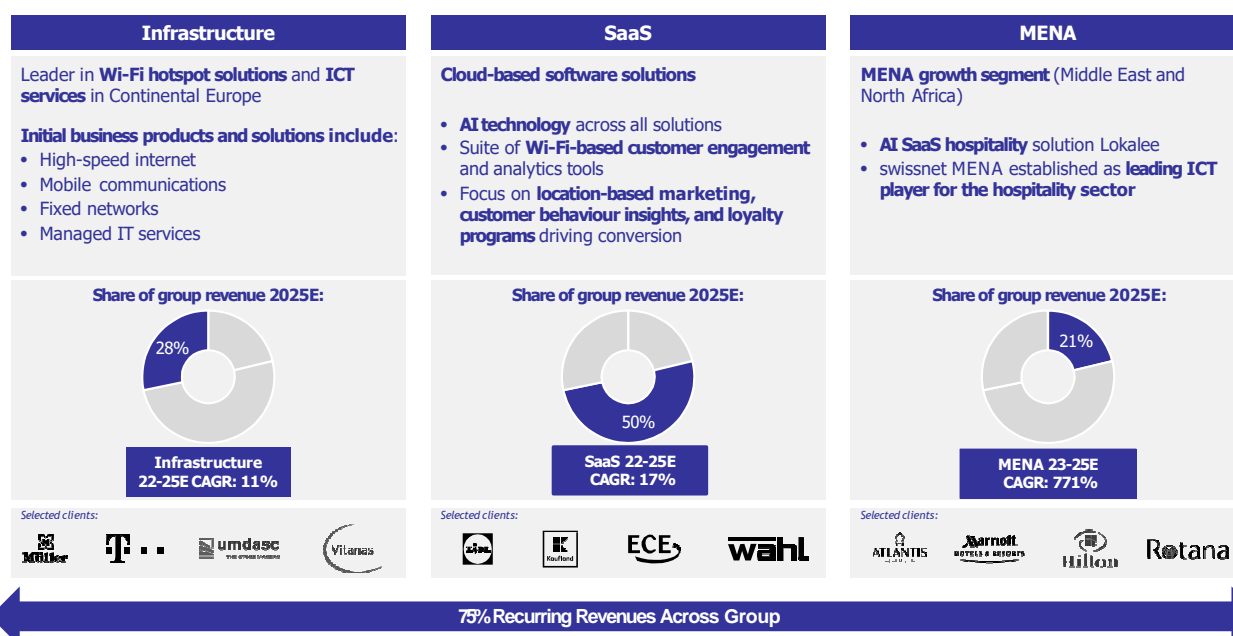 Infrastructure
Leader in Wi-Fi hotspot solutions and ICT
services in Continental Europe
Initial business products and solutions include:
• High-speed internet
• Mobile communications
• Fixed networks
• Managed IT services
Share of group revenue 2025E:
28%
Infrastructure
22-25E CAGR: 11%
Selected clients:
Müller
T
umdasc
Vitanas
SaaS
Cloud-based software solutions
• AI technology across all solutions
• Suite of Wi-Fi-based customer engagement
and analytics tools
• Focus on location-based marketing,
customer behaviour insights, and loyalty
programs driving conversion
Share of group revenue 2025E:
50%
SaaS 22-25E
CAGR: 17%
Selected clients:
K
Kaufland
ECE
wahl
MENA
MENA growth segment (Middle East and
North Africa)
• AI SaaS hospitality solution Lokalee
• swissnet MENA established as leading ICT
player for the hospitality sector
Share of group revenue 2025E:
21%
MENA 23-25E
CAGR: 771%
Selected clients:
ATLANTIS
Marriott
HOTELS & RESORTS
Hilton
Rotana
75% Recurring Revenues Across Group